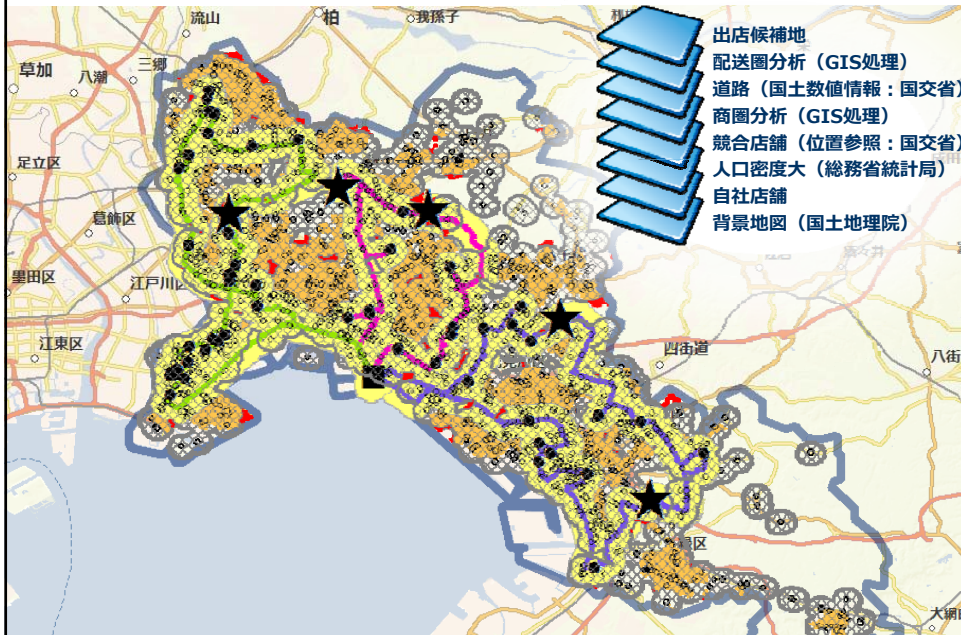 流山
柏
我孫子
草加
八潮
三郷
足立区
葛飾区
墨田区
江戸川区
江東区
四街道
八街
大網
出店候補地
配送圏分析（GIS処理）
道路（国土数値情報：国交省）
商圏分析（GIS処理）
競合店舗（位置参照：国交省）
人口密度大（総務省統計局）
自社店舗
背景地図（国土地理院）